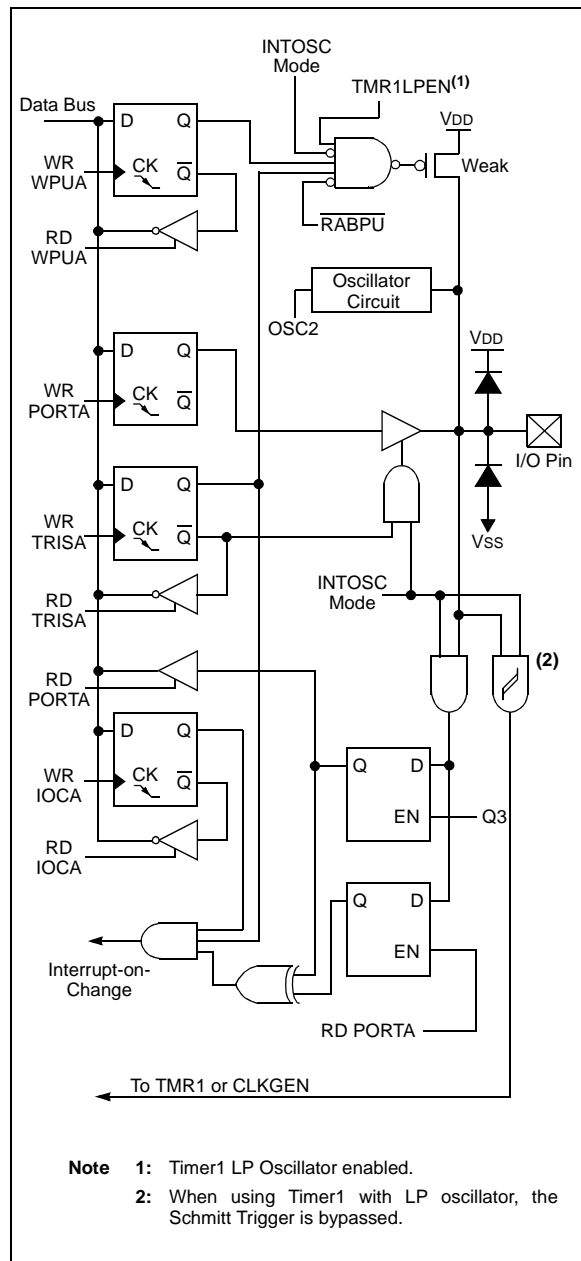 INTOSC
Mode
TMR1LPEN(1)
Data Bus
VDD
D Q
WR
WPUA
CK Q
Weak
RD
WPUA
RABPU
Oscillator
Circuit
OSC2
VDD
D Q
WR
PORTA
CK Q
I/O Pin
D Q
WR
TRISA
CK Q
VSS
INTOSC
Mode
RD
TRISA
(2)
RD
PORTA
D Q
WR
IOCA
CK Q
Q D
EN Q3
RD
IOCA
Q D
EN
Interrupt-on-
Change
RD PORTA
To TMR1 or CLKGEN
Note 1: Timer1 LP Oscillator enabled.
2: When using Timer1 with LP oscillator, the
Schmitt Trigger is bypassed.